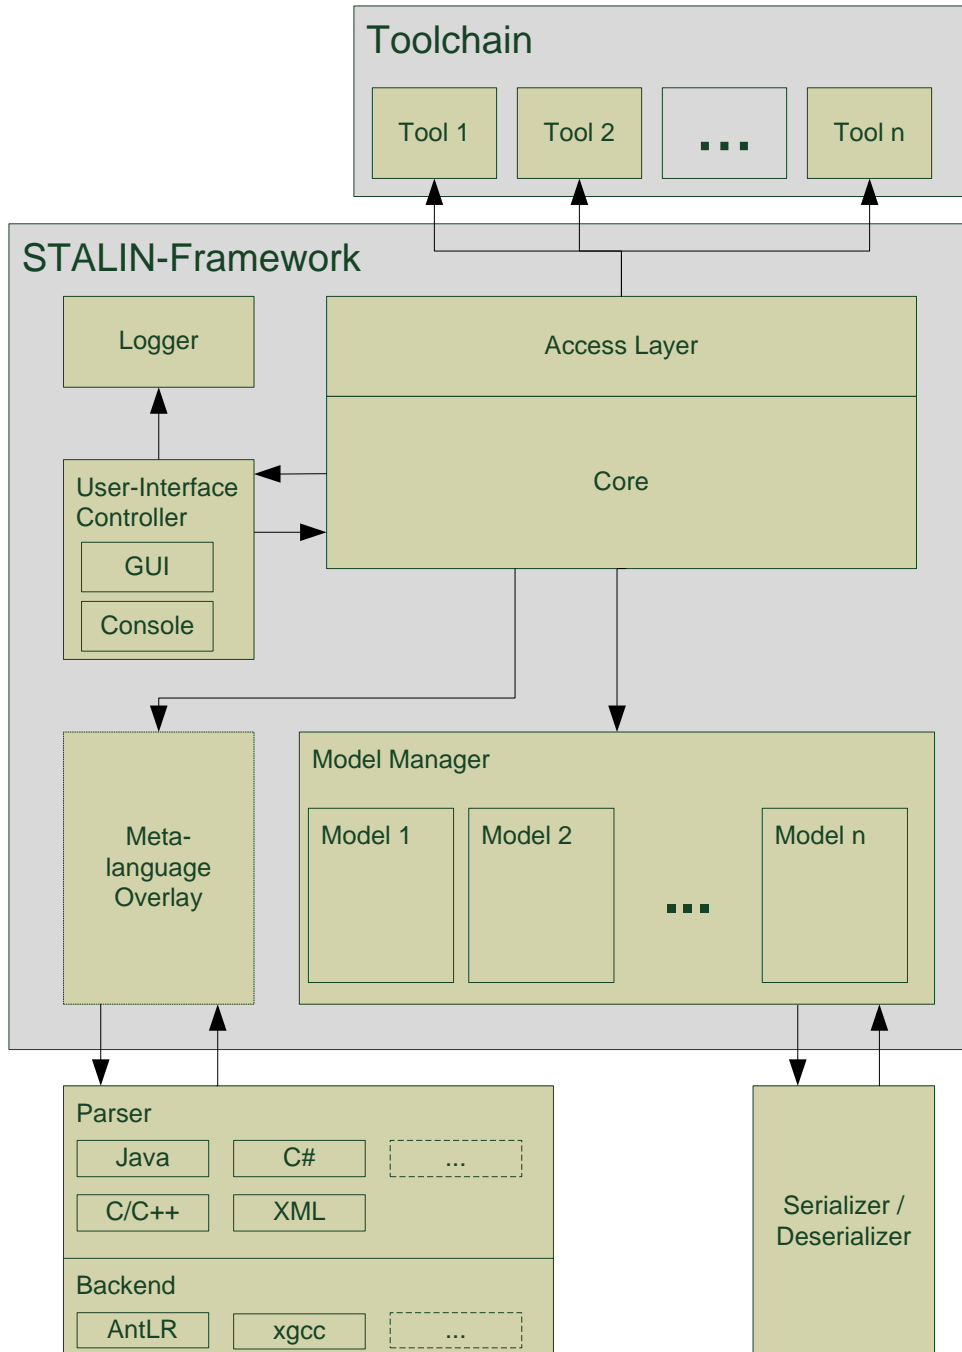 Toolchain
Tool 1
Tool 2
...
Tool n
STALIN-Framework
Logger
Access Layer
User-Interface
Controller
GUI
Console
Core
Meta-
language
Overlay
Model Manager
Model 1
Model 2
...
Model n
Parser
Java
C#
...
C/C++
XML
Backend
AntLR
xgcc
...
Serializer /
Deserializer